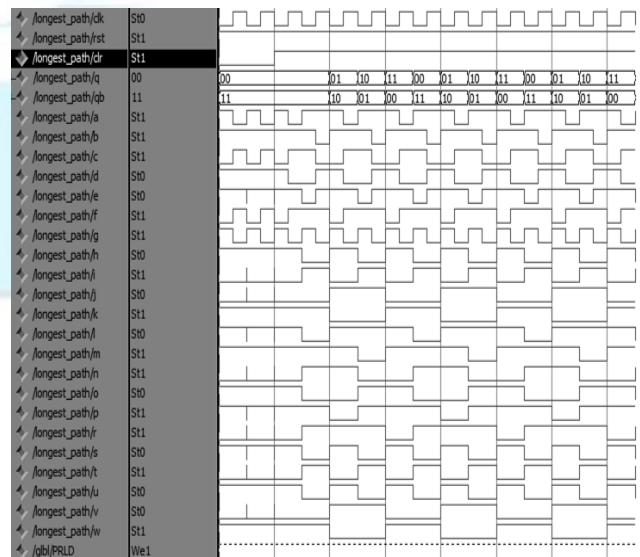 /longest_path/clk St0
/longest_path/rst St1
/longest_path/dr St1
/longest_path/q 00 00 01 10 11 00 01 10 11 00 01 10 11
/longest_path/qb 11 11 10 01 00 11 10 01 00 11 10 01 00
/longest_path/a St1
/longest_path/b St1
/longest_path/c St1
/longest_path/d St0
/longest_path/e St0
/longest_path/f St1
/longest_path/g St1
/longest_path/h St0
/longest_path/i St1
/longest_path/j St0
/longest_path/k St1
/longest_path/l St0
/longest_path/m St1
/longest_path/n St1
/longest_path/o St0
/longest_path/p St1
/longest_path/r St1
/longest_path/s St0
/longest_path/t St1
/longest_path/u St0
/longest_path/v St0
/longest_path/w St1
/glbl/PRLD We1